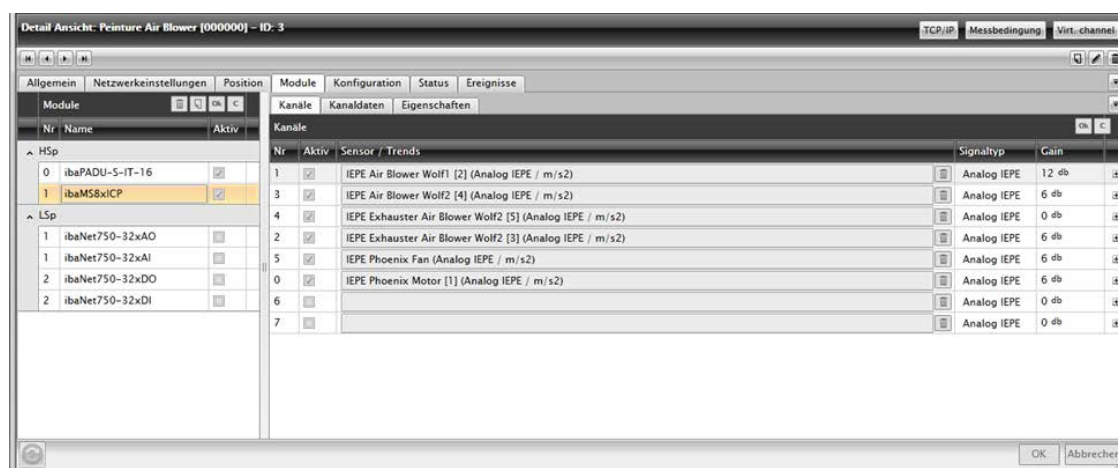 Detail Ansicht: Peinture Air Blower [000000] - ID: 3 TCP/IP Messbedingung Virt. channel
Allgemein Netzwerkeinstellungen Position Module Konfiguration Status Ereignisse
Module Ok C
Nr Name Aktiv
HSp
0 ibaPADU-S-IT-16
1 ibaMS8xICP
LSp
1 ibaNet750-32xAO
1 ibaNet750-32xAI
2 ibaNet750-32xDO
2 ibaNet750-32xDI
Kanäle Kanaldaten Eigenschaften
Kanäle Ok C
Nr Aktiv Sensor / Trends Signaltyp Gain
1 IEPE Air Blower Wolf1 [2] (Analog IEPE / m/s2) Analog IEPE 12 db
3 IEPE Air Blower Wolf2 [4] (Analog IEPE / m/s2) Analog IEPE 6 db
4 IEPE Exhauster Air Blower Wolf2 [5] (Analog IEPE / m/s2) Analog IEPE 0 db
2 IEPE Exhauster Air Blower Wolf2 [3] (Analog IEPE / m/s2) Analog IEPE 6 db
5 IEPE Phoenix Fan (Analog IEPE / m/s2) Analog IEPE 6 db
0 IEPE Phoenix Motor [1] (Analog IEPE / m/s2) Analog IEPE 6 db
6 Analog IEPE 0 db
7 Analog IEPE 0 db
OK Abbrechen